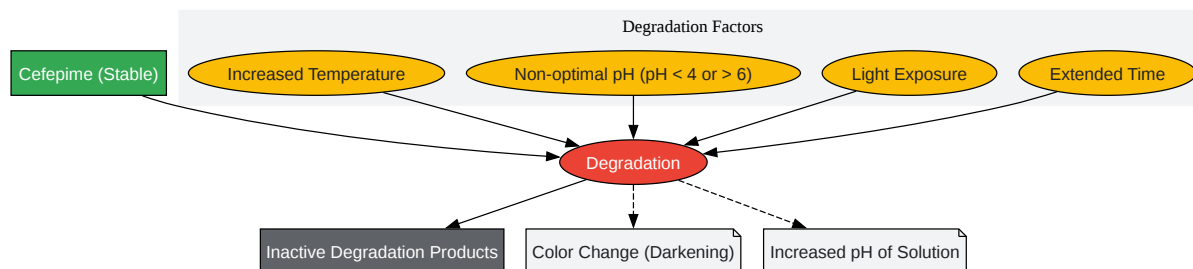 Degradation Factors
Cefepime (Stable)
Increased Temperature
Non-optimal pH (pH < 4 or > 6)
Light Exposure
Extended Time
Degradation
Inactive Degradation Products
Color Change (Darkening)
Increased pH of Solution